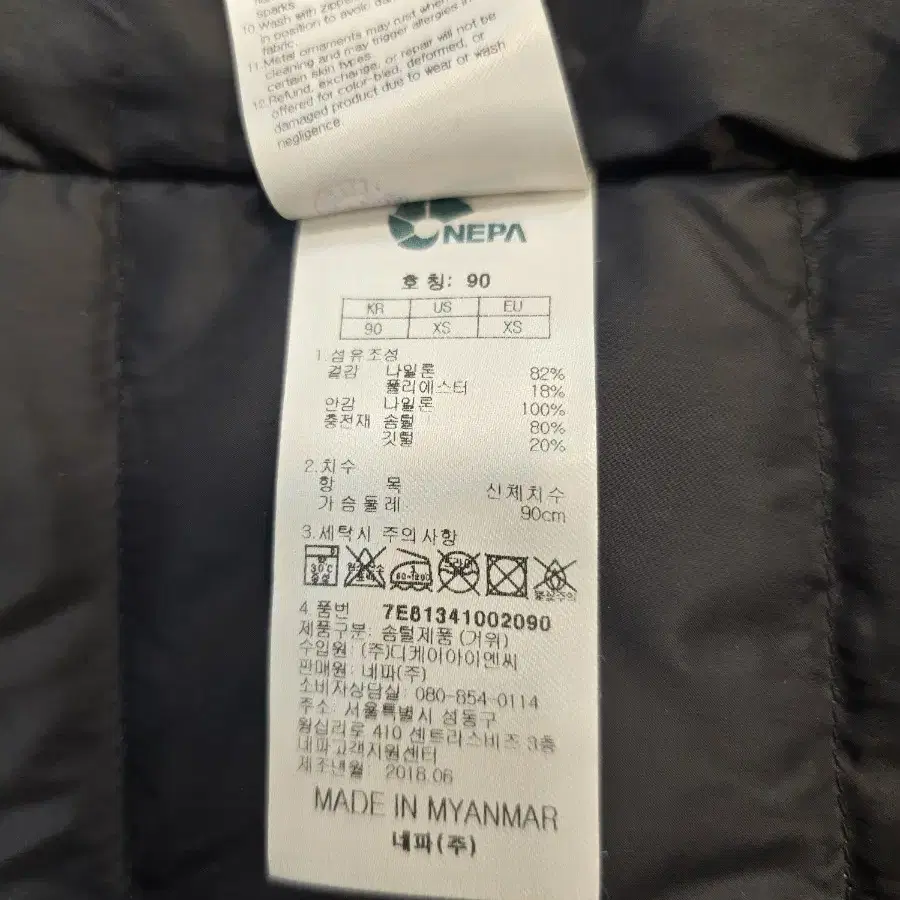 sparks.
10.Wash with zippe
in position to avoid
fabric.
11.Metal ornaments may rust when
cleaning and may trigger allergies in
certain skin types.
12.Refund, exchange, or repair will not be
offered for color-bled, deformed, or
damaged product due to wear or wash
negligence.
NEPA
호 칭: 90
KR US EU
90 XS XS
1.섬유조성
겉감 나일론 82%
폴리에스터 18%
안감 나일론 100%
충전재 솜털 80%
깃털 20%
2.치수
항 목 신체치수
가슴둘레 90cm
3.세탁시 주의사항
30℃
중성
4 품번 7E81341002090
제품구분: 솜털제품 (거위)
수입원: (주)디케이아이엔씨
판매원: 네파(주)
소비자상담실: 080-854-0114
주소: 서울특별시 성동구
왕십리로 410 센트리스비즈 3층
네파고객지원센터
제조년월: 2018.06
MADE IN MYANMAR
네파(주)